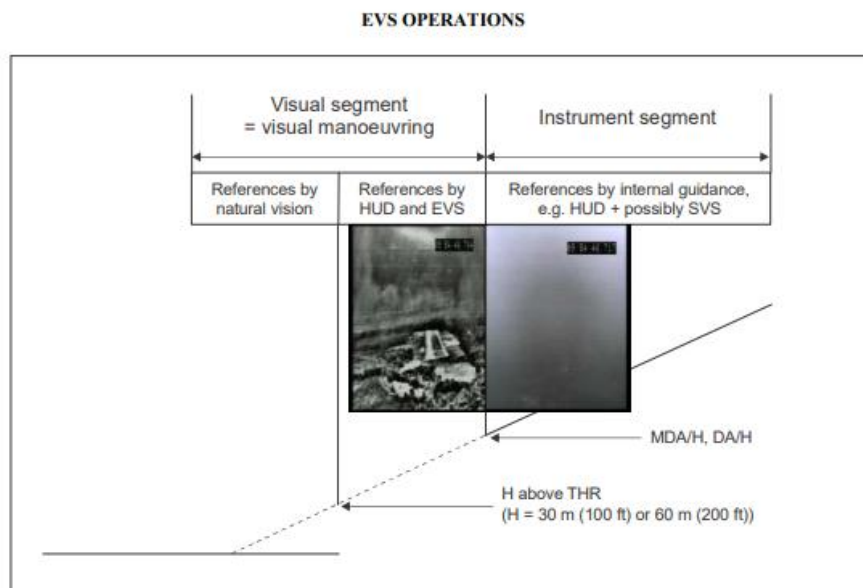 EVS OPERATIONS
Visual segment
= visual manoeuvring
Instrument segment
References by
natural vision
References by
HUD and EVS
References by internal guidance,
e.g. HUD + possibly SVS
MDA/H, DA/H
H above THR
(H = 30 m (100 ft) or 60 m (200 ft))